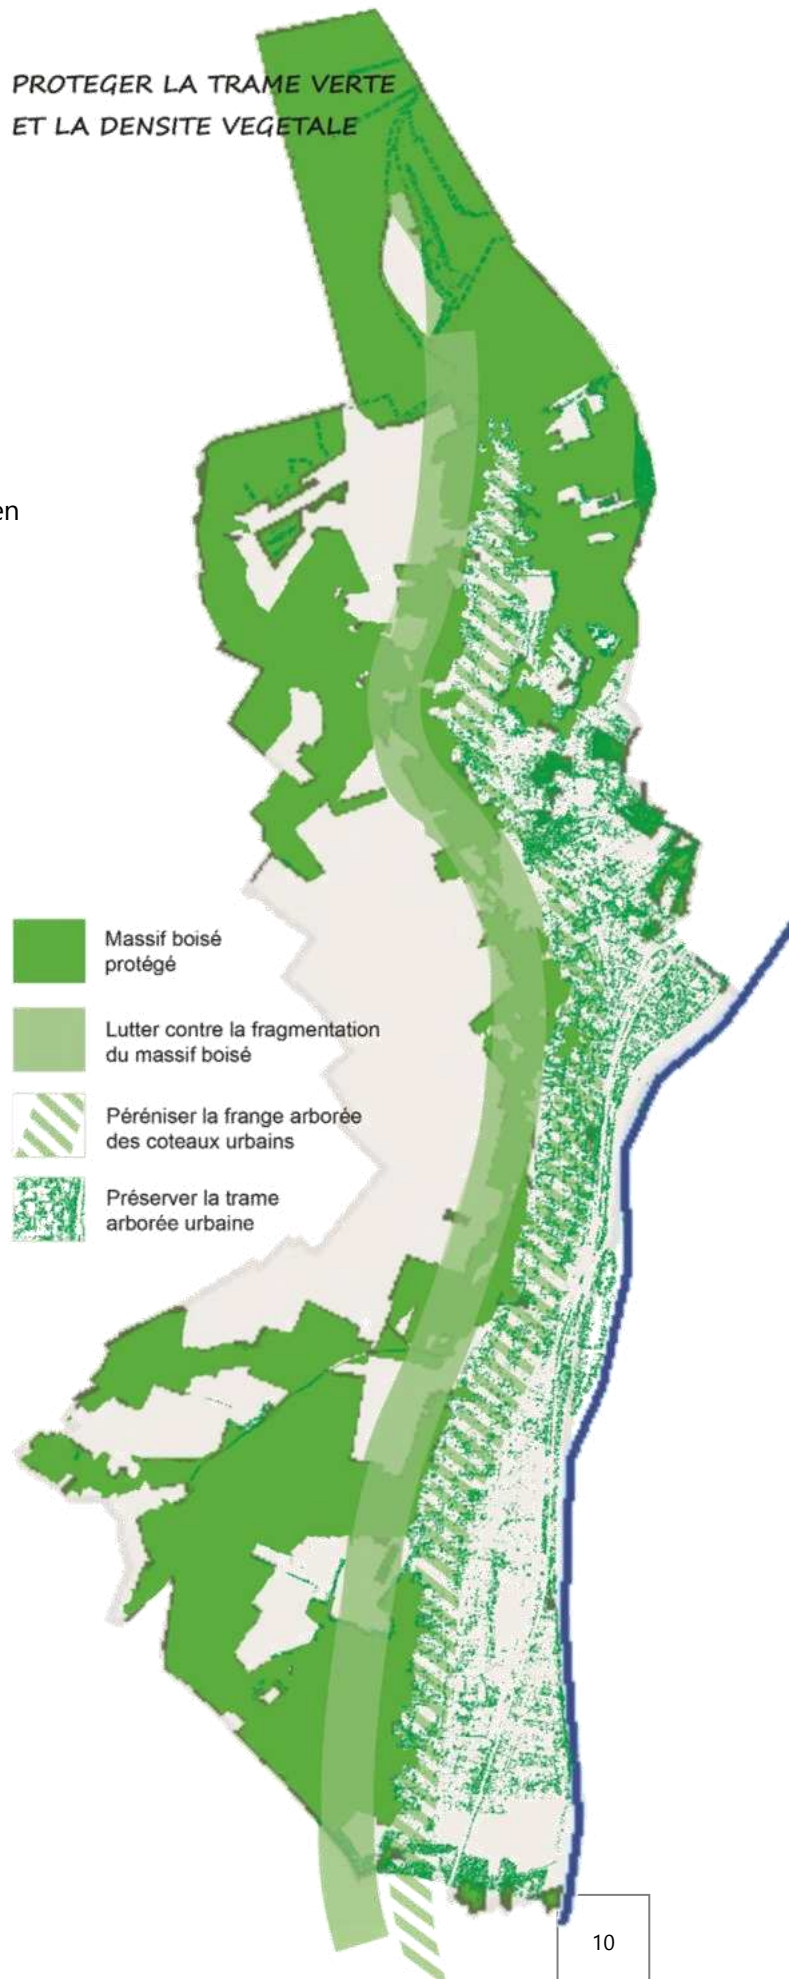 PROTEGER LA TRAME VERTE
ET LA DENSITE VEGETALE
en
Massif boisé
protégé
Lutter contre la fragmentation
du massif boisé
Péréniser la frange arborée
des coteaux urbains
Préserver la trame
arborée urbaine
10